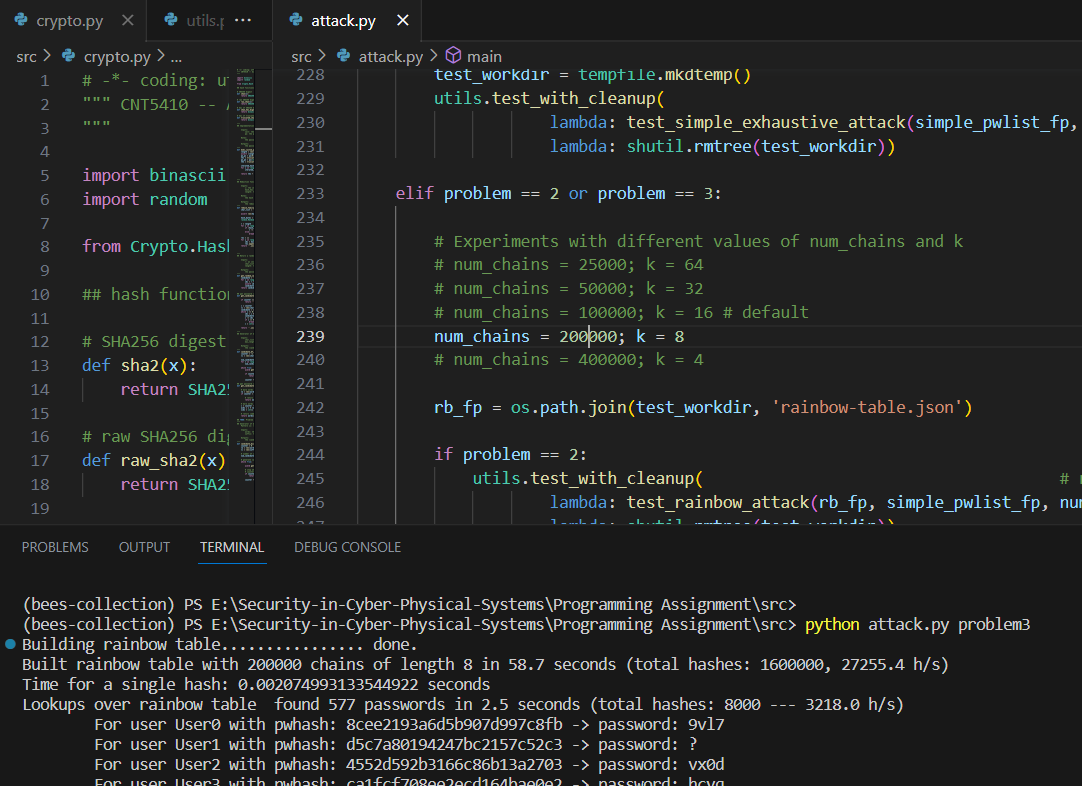 crypto.py
utils.p ...
attack.py
src > crypto.py > ...
src > attack.py > main
1 # -*- coding: ut
2 """ CNT5410 -- A
3 """
4
5 import binascii
6 import random
7
8 from Crypto.Hash
9
10 ## hash function
11
12 # SHA256 digest
13 def sha2(x):
14 return SHA25
15
16 # raw SHA256 dig
17 def raw_sha2(x)
18 return SHA25
19
228 test_workdir = tempfile.mkdtemp()
229 utils.test_with_cleanup(
230 lambda: test_simple_exhaustive_attack(simple_pwlist_fp,
231 lambda: shutil.rmtree(test_workdir))
232
233 elif problem == 2 or problem == 3:
234
235 # Experiments with different values of num_chains and k
236 # num_chains = 25000; k = 64
237 # num_chains = 50000; k = 32
238 # num_chains = 100000; k = 16 # default
239 num_chains = 200000; k = 8
240 # num_chains = 400000; k = 4
241
242 rb_fp = os.path.join(test_workdir, 'rainbow-table.json')
243
244 if problem == 2:
245 utils.test_with_cleanup( #
246 lambda: test_rainbow_attack(rb_fp, simple_pwlist_fp, num
247 lambda: shutil.rmtree(test_workdir))
PROBLEMS OUTPUT TERMINAL DEBUG CONSOLE
(bees-collection) PS E:\Security-in-Cyber-Physical-Systems\Programming Assignment\src>
(bees-collection) PS E:\Security-in-Cyber-Physical-Systems\Programming Assignment\src> python attack.py problem3
Building rainbow table................ done.
Built rainbow table with 200000 chains of length 8 in 58.7 seconds (total hashes: 1600000, 27255.4 h/s)
Time for a single hash: 0.002074993133544922 seconds
Lookups over rainbow table  found 577 passwords in 2.5 seconds (total hashes: 8000 --- 3218.0 h/s)
For user User0 with pwhash: 8cee2193a6d5b907d997c8fb -> password: 9vl7
For user User1 with pwhash: d5c7a80194247bc2157c52c3 -> password: ?
For user User2 with pwhash: 4552d592b3166c86b13a2703 -> password: vx0d
For user User3 with pwhash: ca1fcf708ee2ecd164bae0e2 -> password: hcyq